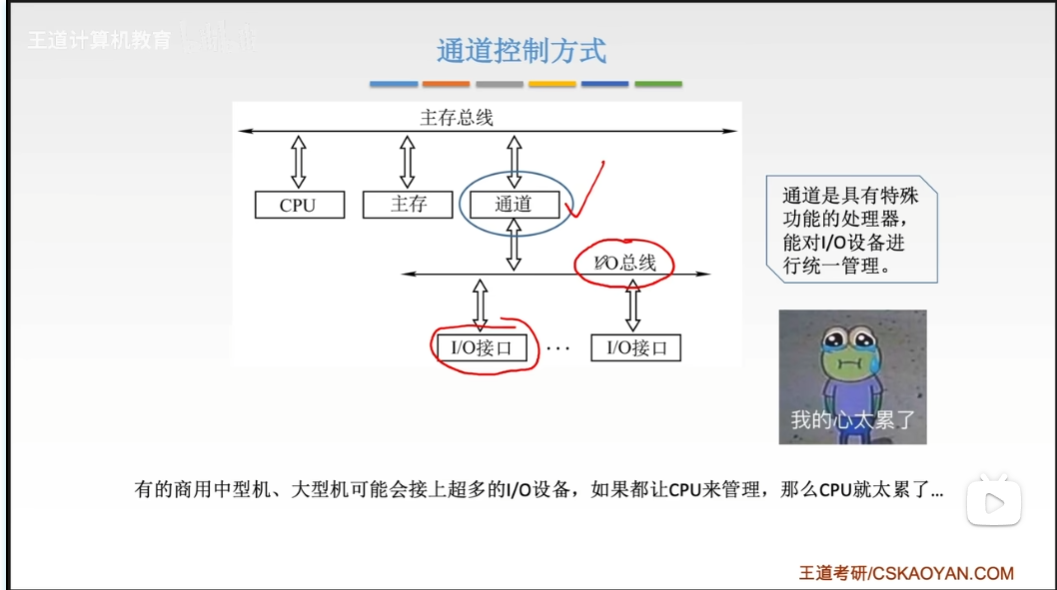 王道计算机教育
通道控制方式
主存总线
CPU
主存
通道
I/O总线
I/O接口
...
I/O接口
通道是具有特殊
功能的处理器，
能对I/O设备进
行统一管理。
我的心太累了
有的商用中型机、大型机可能会接上超多的I/O设备，如果都让CPU来管理，那么CPU就太累了...
王道考研/CSKAOYAN.COM